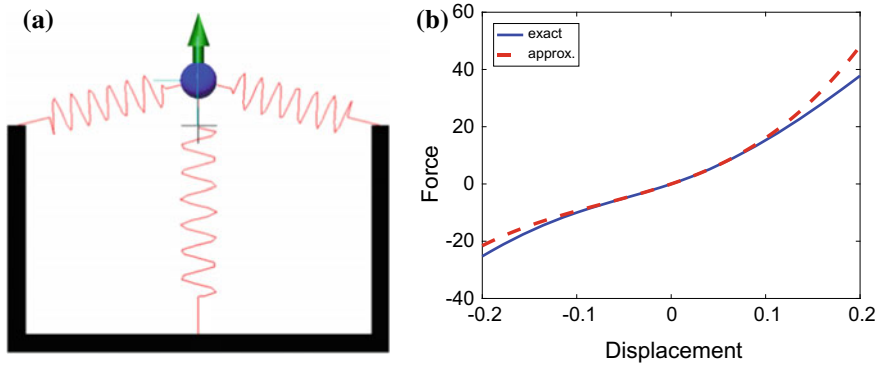 (a)
(b)
60
40
20
0
-20
-40
Force
exact
approx.
-0.2
-0.1
0
0.1
0.2
Displacement